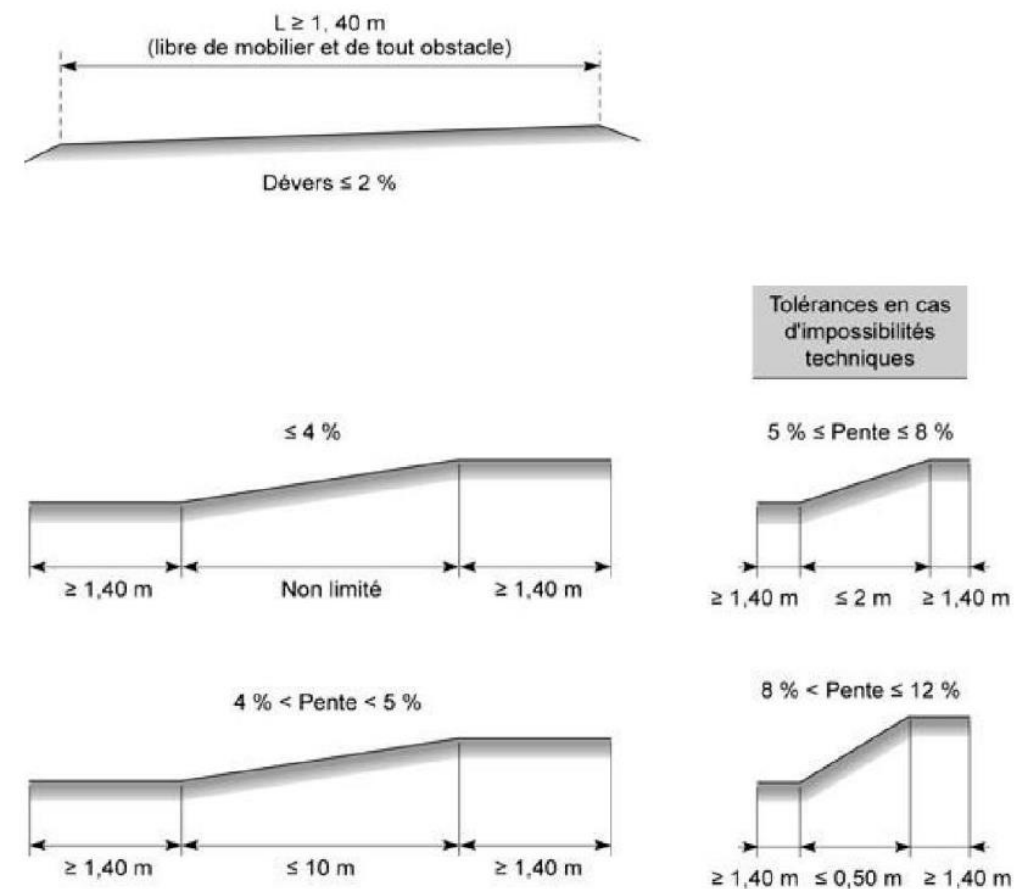 L ≥ 1, 40 m
(libre de mobilier et de tout obstacle)
Dévers ≤ 2 %
Tolérances en cas
d'impossibilités
techniques
≤ 4 %
≥ 1,40 m
Non limité
≥ 1,40 m
5 % ≤ Pente ≤ 8 %
≥ 1,40 m
≤ 2 m
≥ 1,40 m
4 % < Pente < 5 %
≥ 1,40 m
≤ 10 m
≥ 1,40 m
8 % < Pente ≤ 12 %
≥ 1,40 m
≤ 0,50 m
≥ 1,40 m